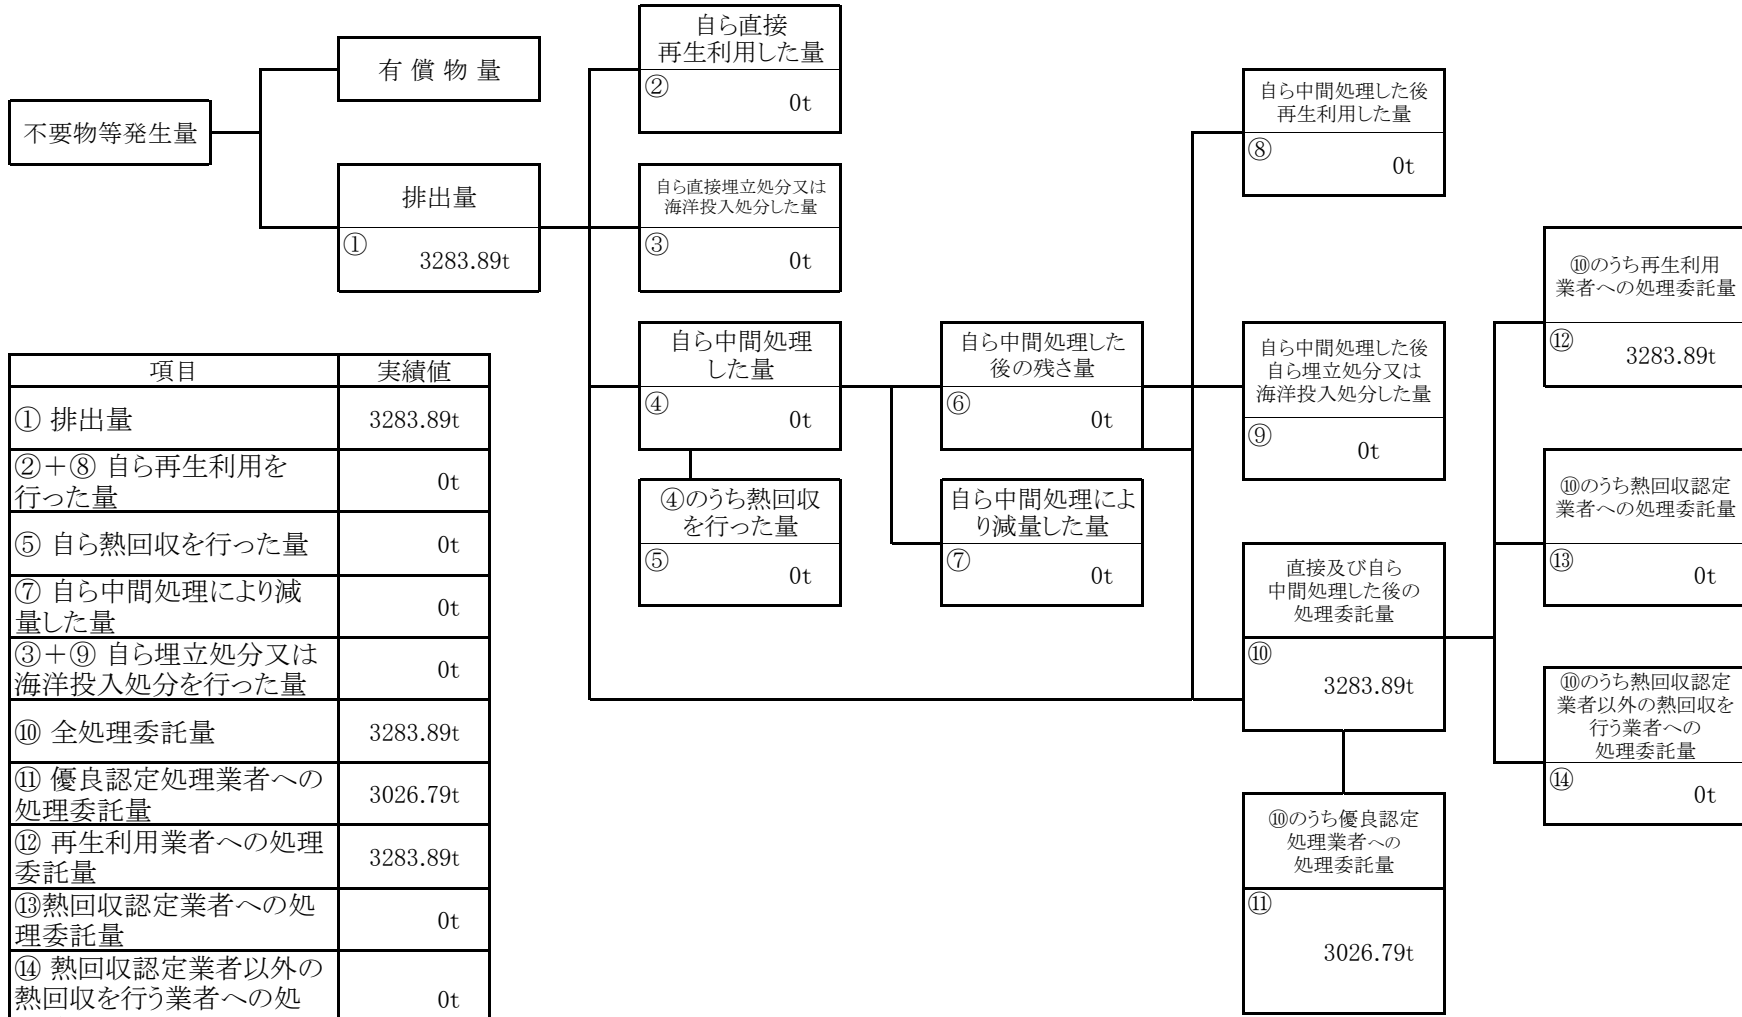 不要物等発生量
有 償 物 量
排出量
①
3283.89t
自ら直接
再生利用した量
②
0t
自ら直接埋立処分又は
海洋投入処分した量
③
0t
自ら中間処理
した量
④
0t
④のうち熱回収
を行った量
⑤
0t
自ら中間処理した
後の残さ量
⑥
0t
自ら中間処理によ
り減量した量
⑦
0t
自ら中間処理した後
再生利用した量
⑧
0t
自ら中間処理した後
自ら埋立処分又は
海洋投入処分した量
⑨
0t
直接及び自ら
中間処理した後の
処理委託量
⑩
3283.89t
⑩のうち優良認定
処理業者への
処理委託量
⑪
3026.79t
⑩のうち再生利用
業者への処理委託量
⑫
3283.89t
⑩のうち熱回収認定
業者への処理委託量
⑬
0t
⑩のうち熱回収認定
業者以外の熱回収を
行う業者への
処理委託量
⑭
0t
項目 実績値
① 排出量 3283.89t
②＋⑧ 自ら再生利用を
行った量 0t
⑤ 自ら熱回収を行った量 0t
⑦ 自ら中間処理により減
量した量 0t
③＋⑨ 自ら埋立処分又は
海洋投入処分を行った量 0t
⑩ 全処理委託量 3283.89t
⑪ 優良認定処理業者への
処理委託量 3026.79t
⑫ 再生利用業者への処理
委託量 3283.89t
⑬熱回収認定業者への処
理委託量 0t
⑭ 熱回収認定業者以外の
熱回収を行う業者への処 0t